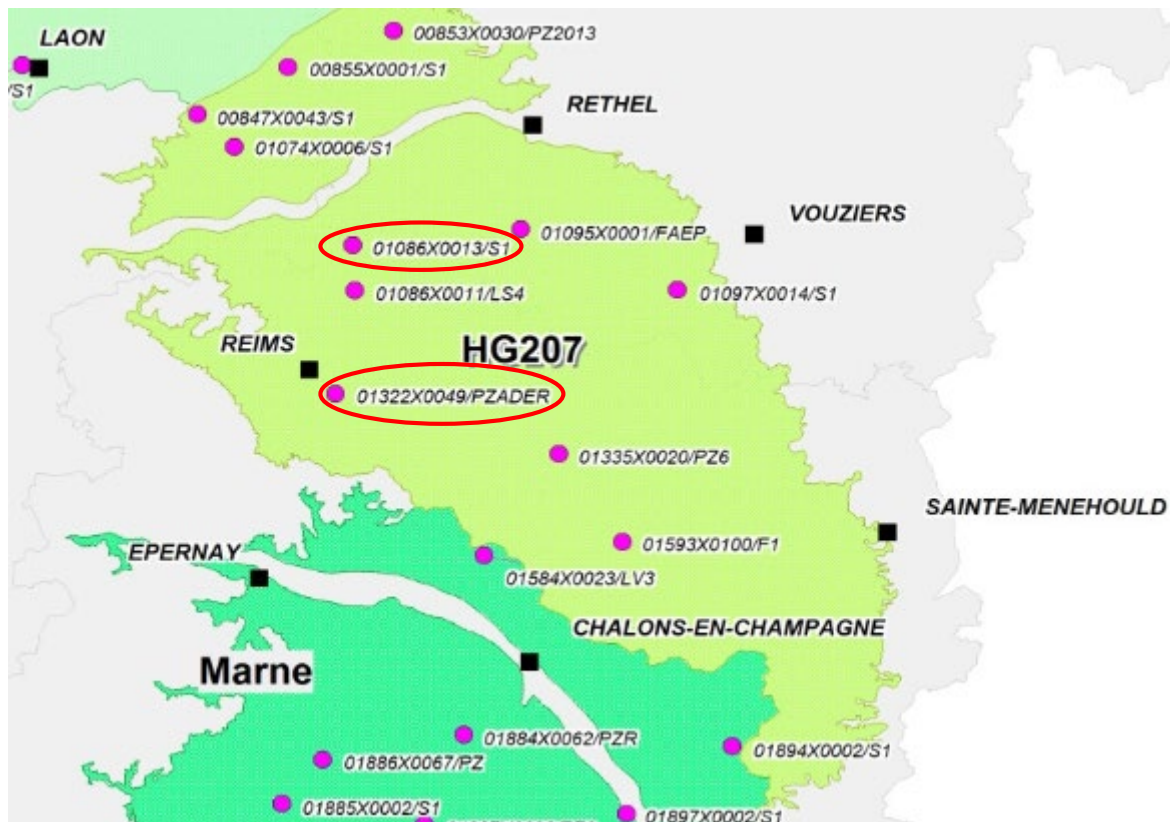 00853X0030/PZ2013
LAON
00855X0001/S1
/S1
RETHEL
00847X0043/S1
01074X0006/S1
VOUZIERS
01095X0001/FAEP
01086X0013/S1
01086X0011/LS4
01097X0014/S1
REIMS
HG207
01322X0049/PZADER
01335X0020/PZ6
SAINTE-MENEHOULD
01593X0100/F1
EPERNAY
01584X0023/LV3
CHALONS-EN-CHAMPAGNE
Marne
01884X0062/PZR
01894X0002/S1
01886X0067/PZ
01885X0002/S1
01897X0002/S1